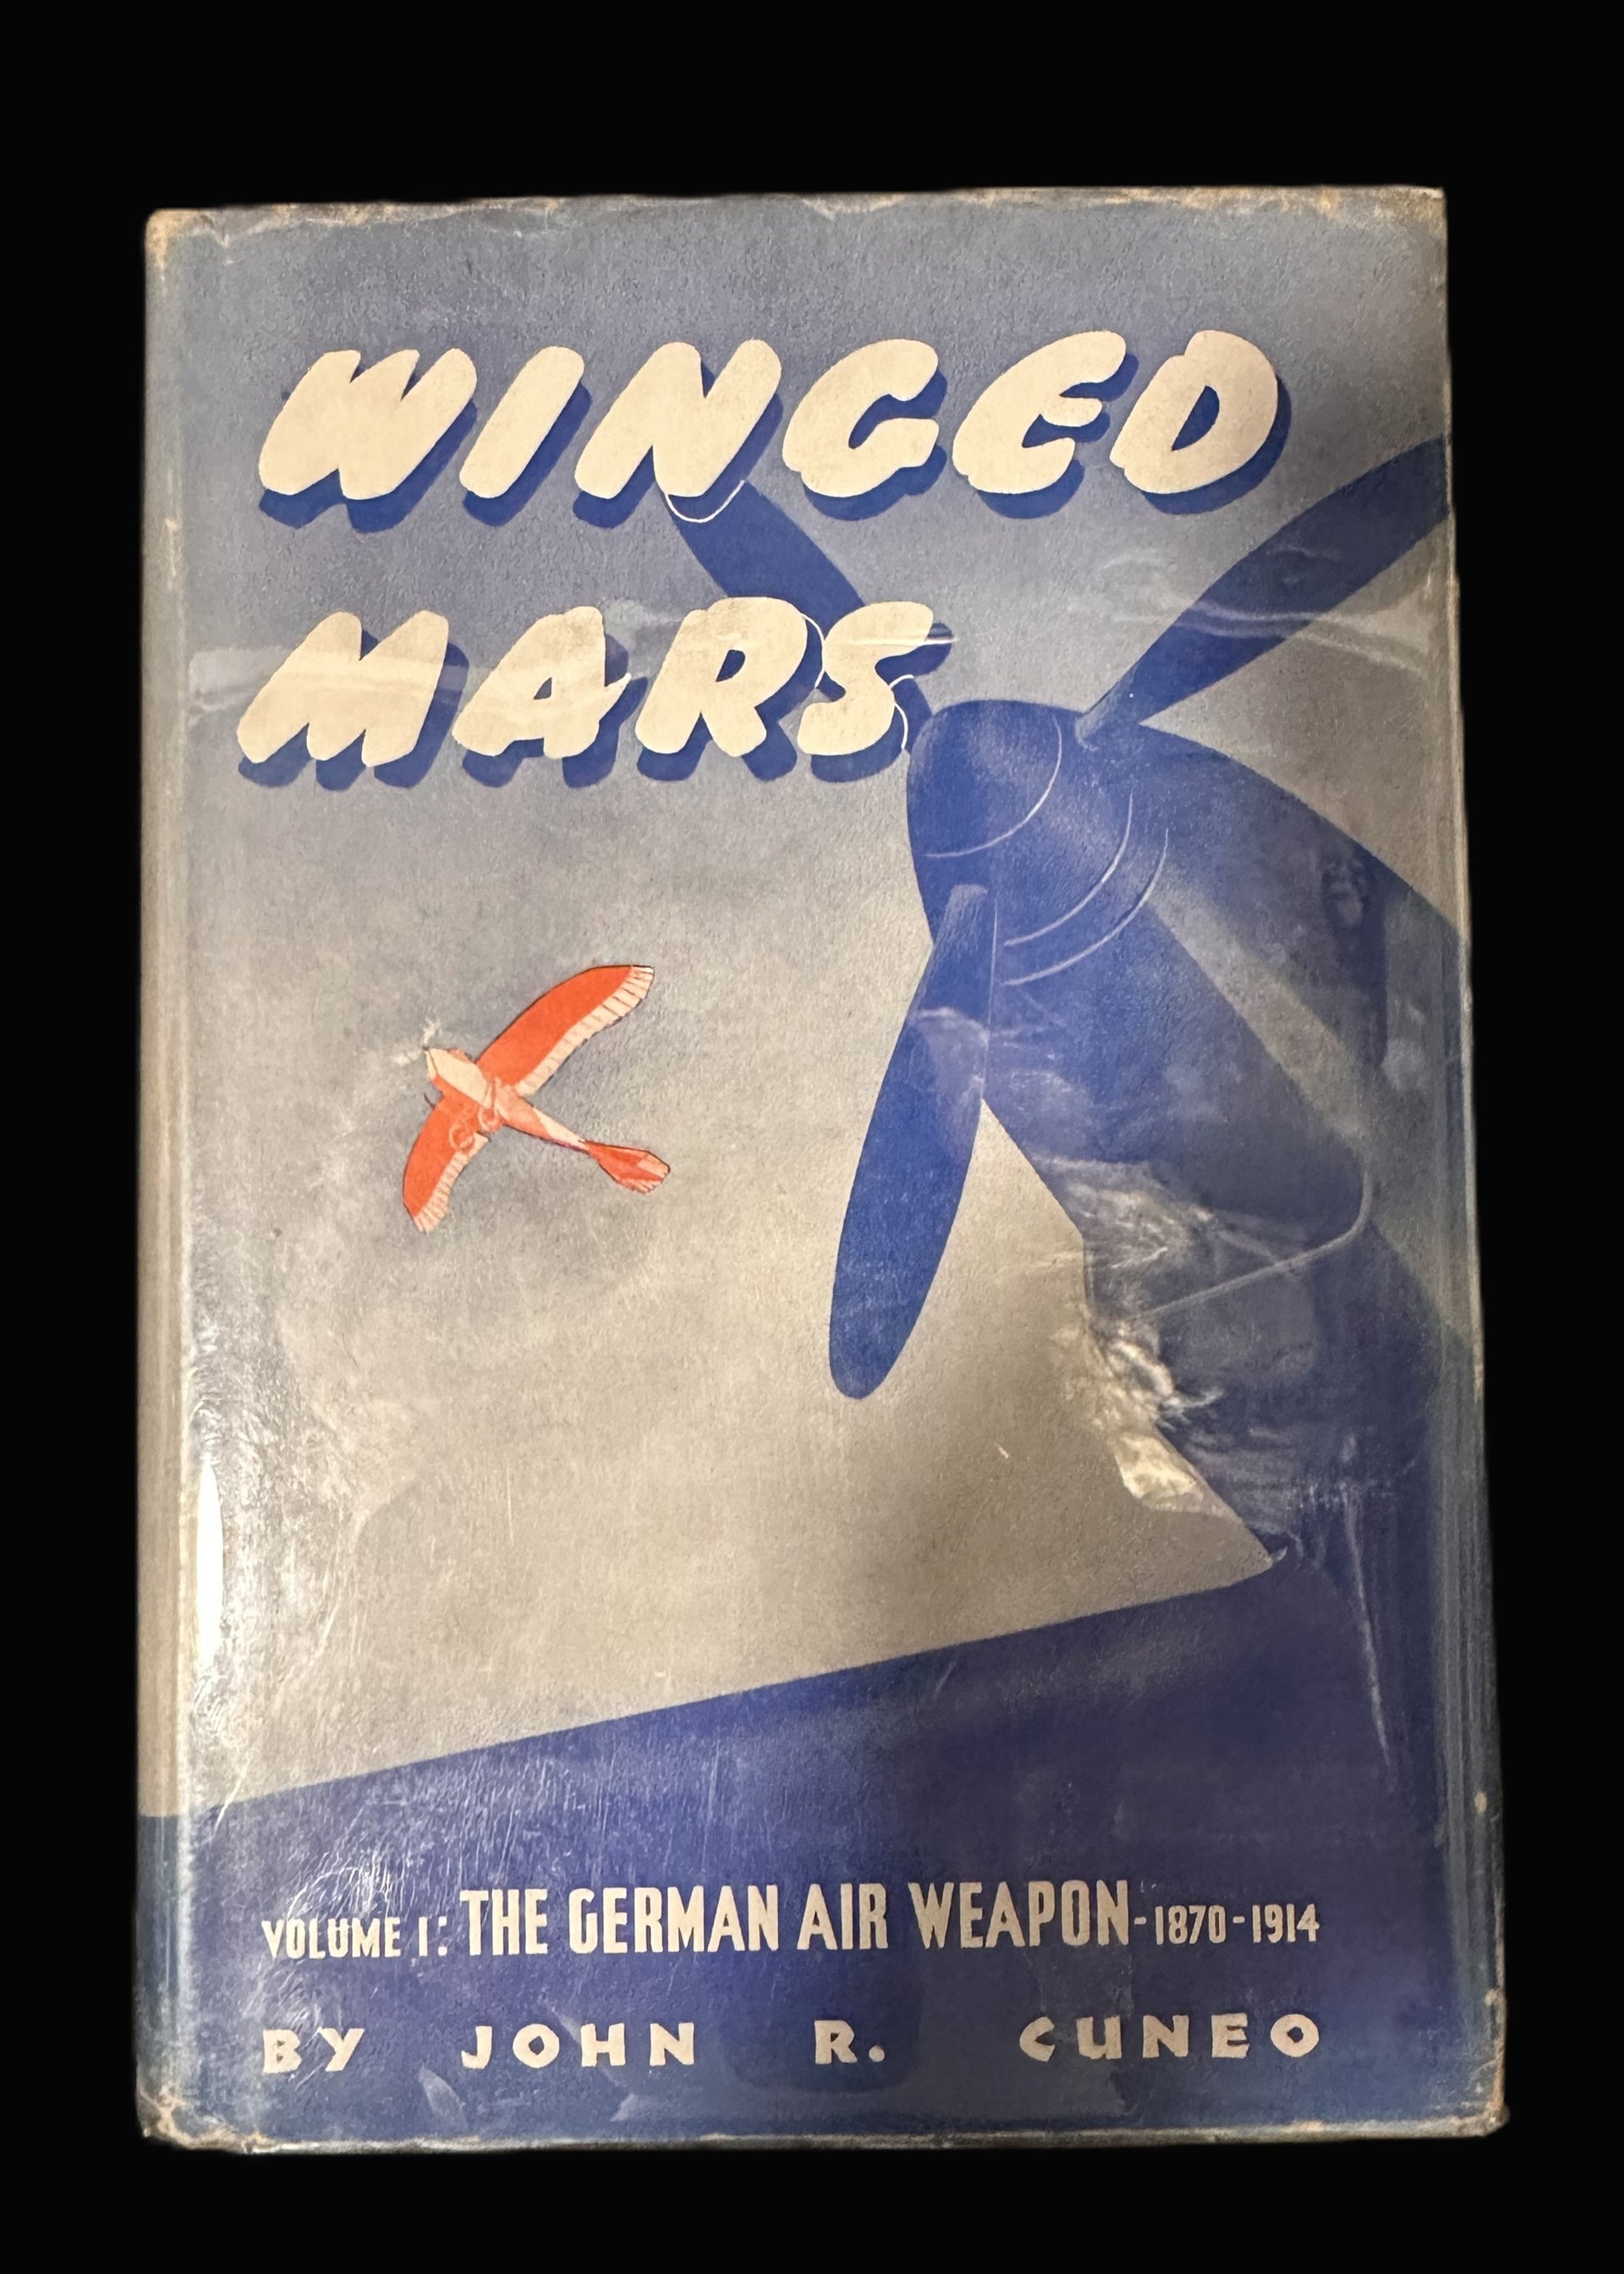 WINGED
MARS
VOLUME I: THE GERMAN AIR WEAPON-1870-1914
BY JOHN R. CUNEO